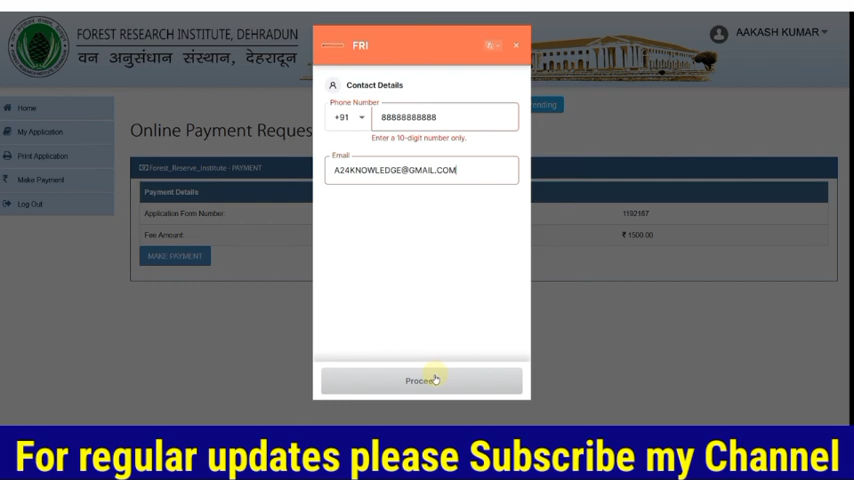 FOREST RESEARCH INSTITUTE, DEHRADUN
वन अनुसंधान संस्थान, देहरादून
AAKASH KUMAR
FRI
Home
My Application
Print Application
Make Payment
Log Out
Online Payment Reques
ending
Forest_Reserve_Institute - PAYMENT
Payment Details
Application Form Number:
1192187
Fee Amount:
₹ 1500.00
MAKE PAYMENT
Contact Details
Phone Number
+91
88888888888
Enter a 10-digit number only.
Email
A24KNOWLEDGE@GMAIL.COM
Procee
For regular updates please Subscribe my Channel